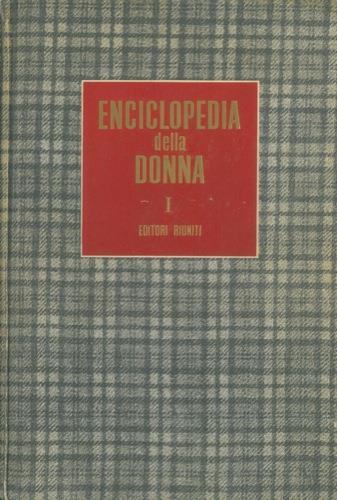 ENCICLOPEDIA
della
DONNA
I
EDITORI RIUNITI